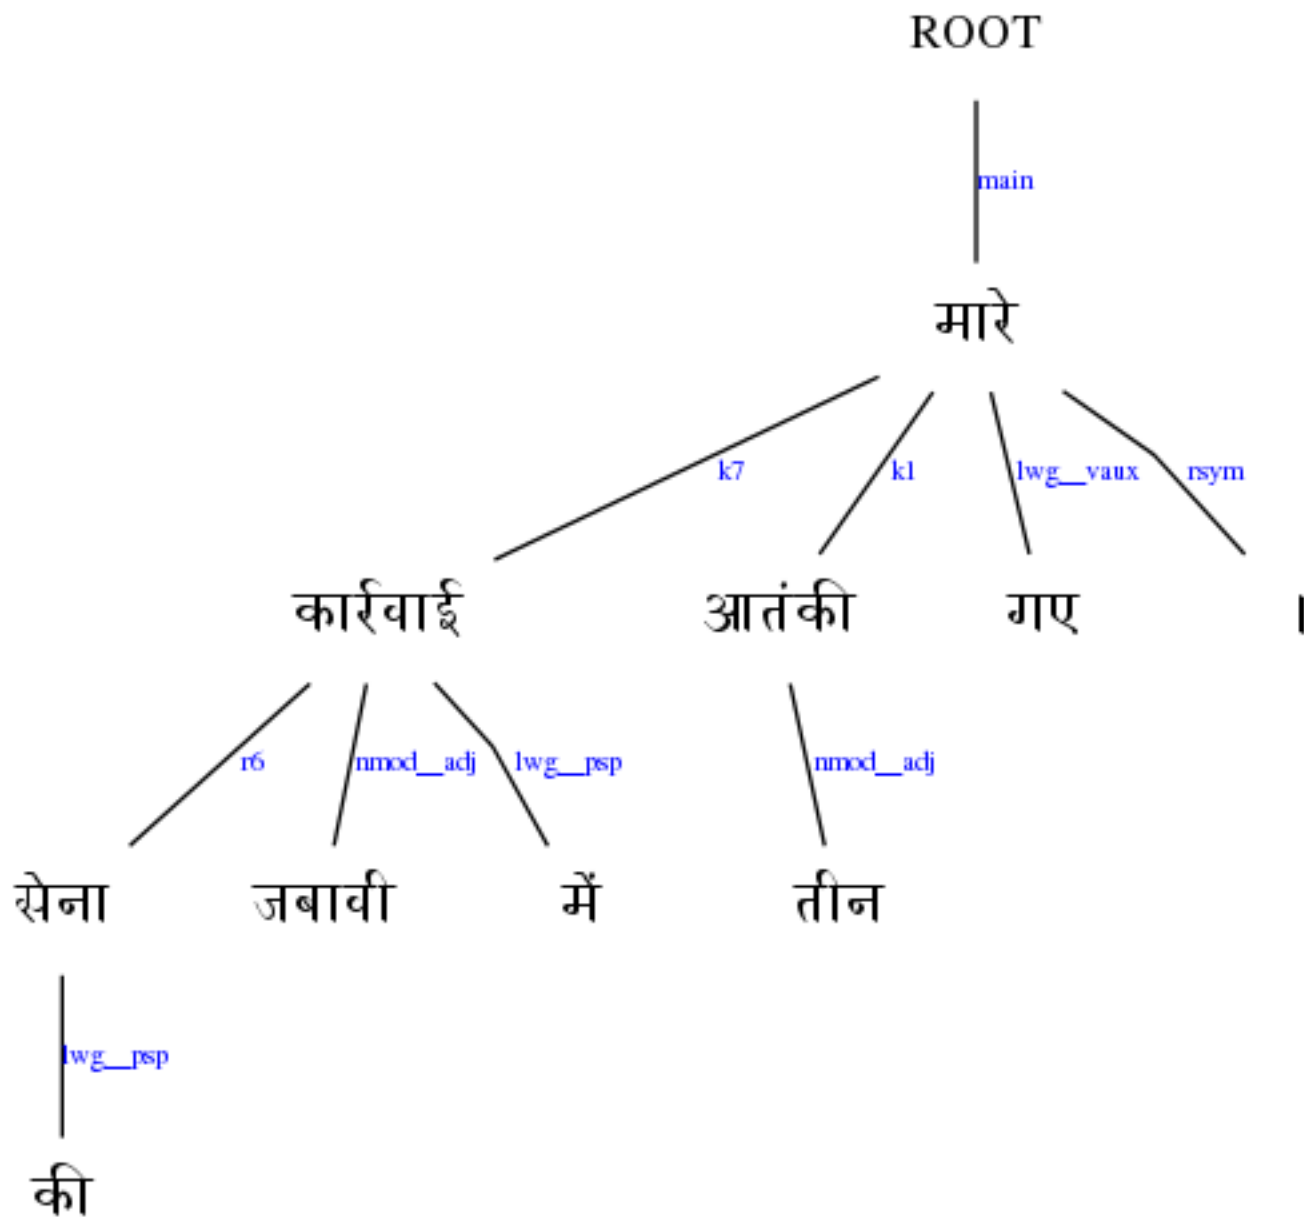 ROOT
main
मारे
k7 k1 lwg__vaux rsym
कार्रवाई आतंकी गए ।
r6 nmod__adj lwg__psp nmod__adj
सेना जबावी में तीन
lwg__psp
की